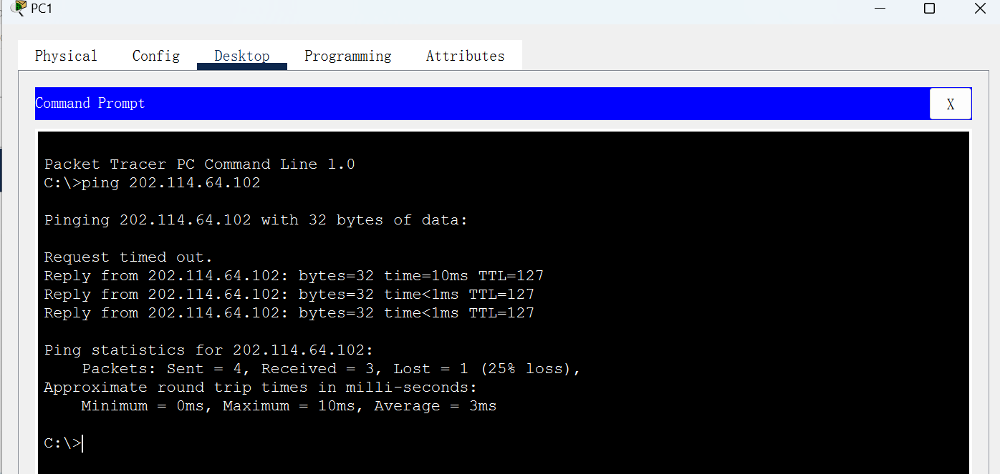 PC1
Physical Config Desktop Programming Attributes
Command Prompt
X
Packet Tracer PC Command Line 1.0
C:\>ping 202.114.64.102
Pinging 202.114.64.102 with 32 bytes of data:
Request timed out.
Reply from 202.114.64.102: bytes=32 time=10ms TTL=127
Reply from 202.114.64.102: bytes=32 time<1ms TTL=127
Reply from 202.114.64.102: bytes=32 time<1ms TTL=127
Ping statistics for 202.114.64.102:
Packets: Sent = 4, Received = 3, Lost = 1 (25% loss),
Approximate round trip times in milli-seconds:
Minimum = 0ms, Maximum = 10ms, Average = 3ms
C:\>